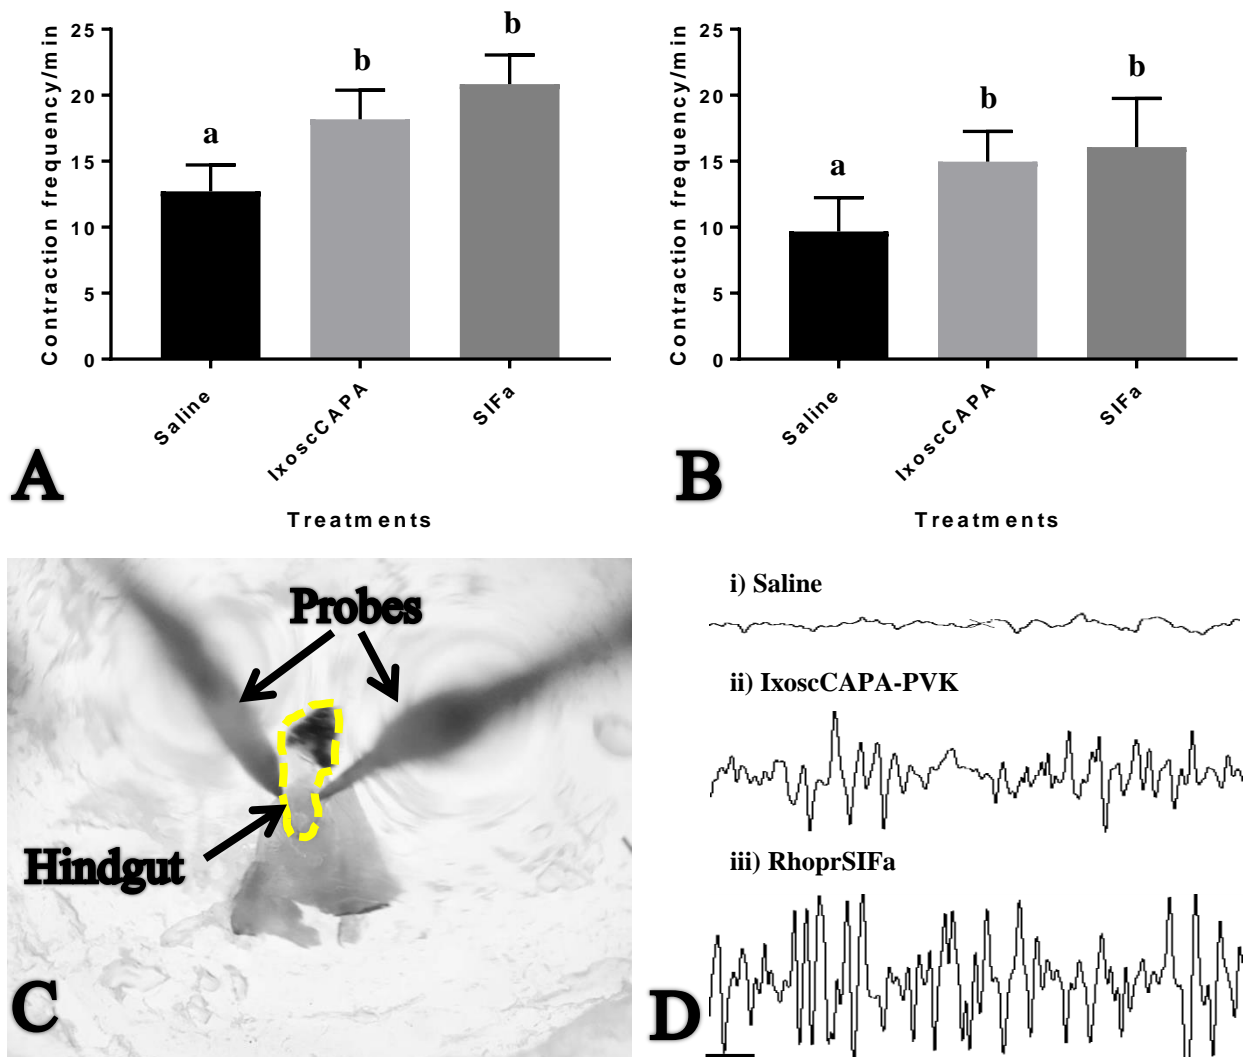 Contraction frequency/min
25
20
15
10
5
0
a
b
b
Saline
IxoscCAPA
SIFa
Treatments
A
Contraction frequency/min
25
20
15
10
5
0
a
b
b
Saline
IxoscCAPA
SIFa
Treatments
B
Probes
Hindgut
C
i) Saline
ii) IxoscCAPA-PVK
iii) RhoprSIFa
D